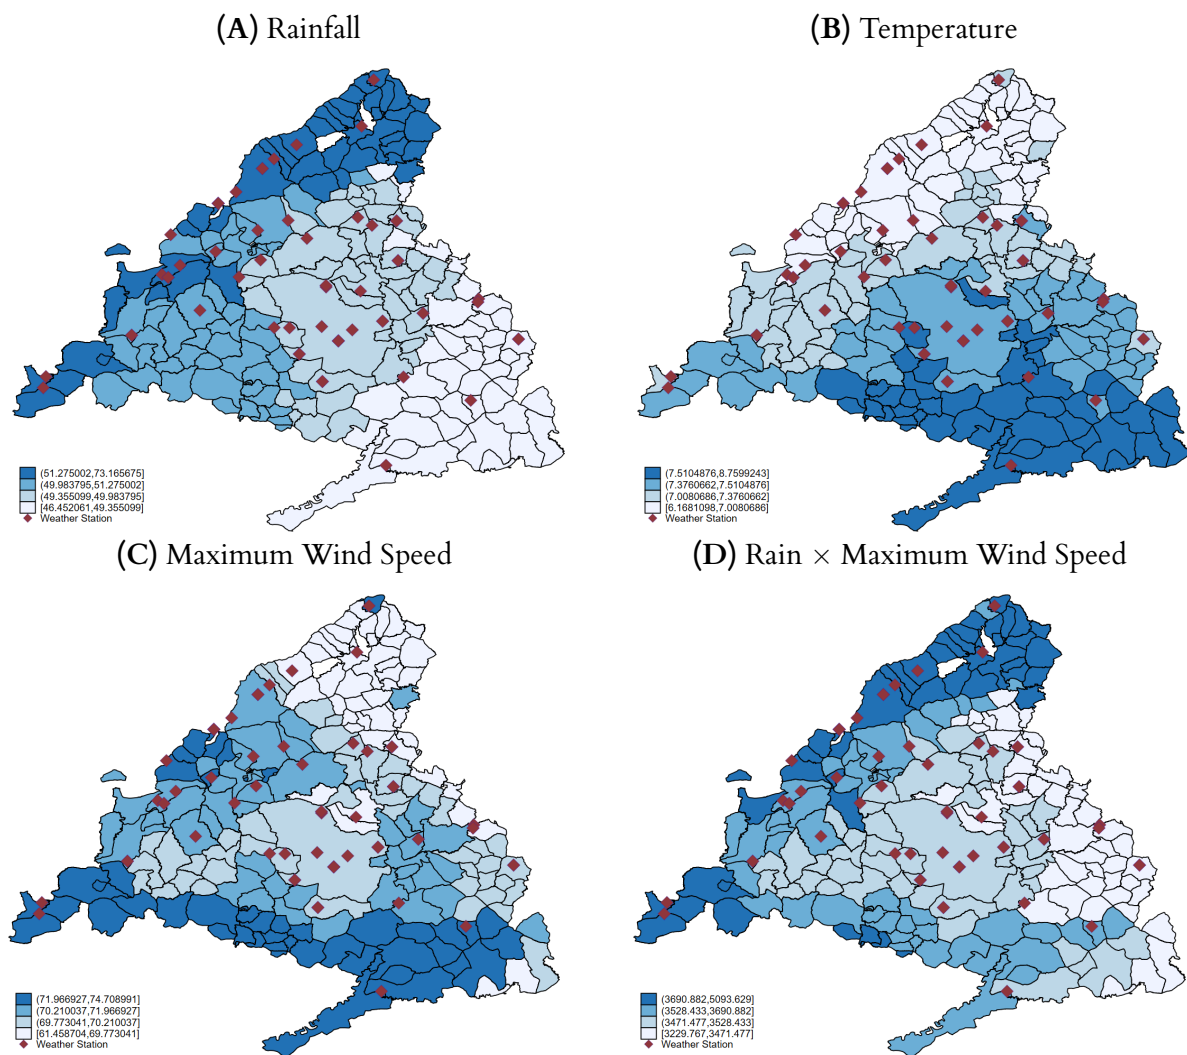 (A) Rainfall
(B) Temperature
(51.275002,73.165675]
(49.983795,51.275002]
(49.355099,49.983795]
[46.452061,49.355099]
Weather Station
(7.5104876,8.7599243]
(7.3760662,7.5104876]
(7.0080686,7.3760662]
[6.1681098,7.0080686]
Weather Station
(C) Maximum Wind Speed
(D) Rain × Maximum Wind Speed
(71.966927,74.708991]
(70.210037,71.966927]
(69.773041,70.210037]
[61.458704,69.773041]
Weather Station
(3690.882,5093.629]
(3528.433,3690.882]
(3471.477,3528.433]
[3229.767,3471.477]
Weather Station